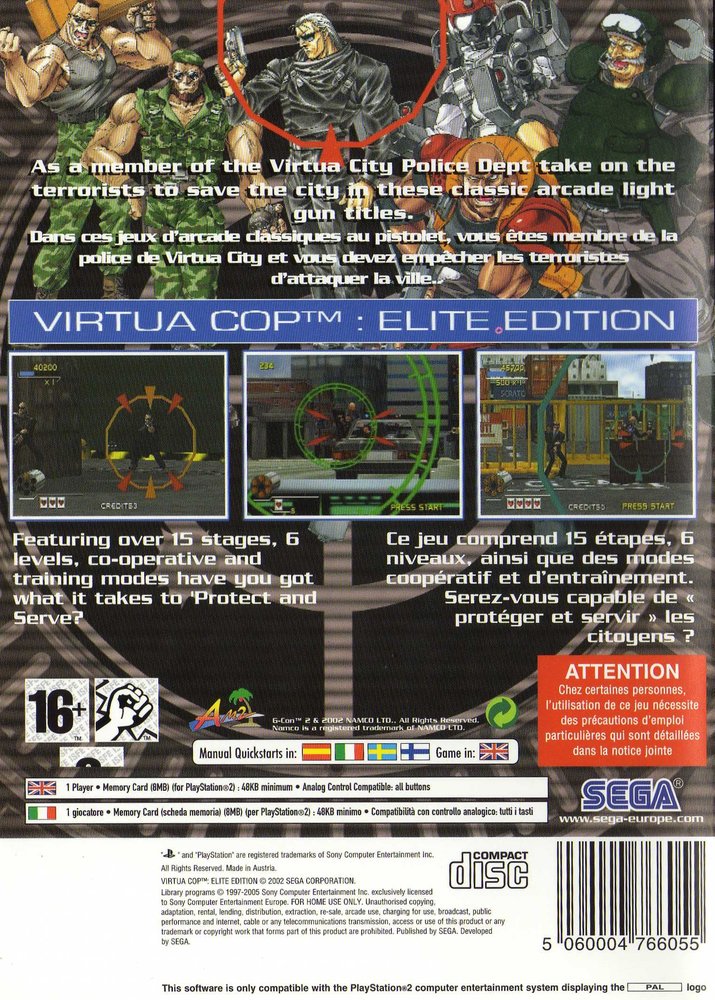 As a member of the Virtua City Police Dept take on the
terrorists to save the city in these classic arcade light
gun titles.
Dans ces jeux d'arcade classiques au pistolet, vous êtes membre de la
police de Virtua City et vous devez empêcher les terroristes
d'attaquer la ville..
VIRTUA COP™ : ELITE EDITION
40200
X 1
CREDITS3
234
PRESS START
45700
500 X 1
CREDITS0
PRESS START
Featuring over 15 stages, 6
levels, co-operative and
training modes have you got
what it takes to 'Protect and
Serve?
Ce jeu comprend 15 étapes, 6
niveaux, ainsi que des modes
coopératif et d'entraînement.
Serez-vous capable de «
protéger et servir » les
citoyens ?
16+
™
™
AM2
G-Con™ 2 & 2002 NAMCO LTD.. All Rights Reserved.
Namco is a registered trademark of NAMCO LTD..
Manual Quickstarts in:
Game in:
ATTENTION
Chez certaines personnes,
l'utilisation de ce jeu nécessite
des précautions d'emploi
particulières qui sont détaillées
dans la notice jointe
1 Player • Memory Card (8MB) (for PlayStation®2) : 48KB minimum • Analog Control Compatible: all buttons
1 giocatore • Memory Card (scheda memoria) (8MB) (per PlayStation®2) : 48KB minimo • Compatibilità con controllo analogico: tutti i tasti
SEGA®
www.sega-europe.com
" " and "PlayStation" are registered trademarks of Sony Computer Entertainment Inc.
All Rights Reserved. Made in Austria.
VIRTUA COP™: ELITE EDITION © 2002 SEGA CORPORATION.
Library programs © 1997-2005 Sony Computer Entertainment Inc. exclusively licensed
to Sony Computer Entertainment Europe. FOR HOME USE ONLY. Unauthorised copying,
adaptation, rental, lending, distribution, extraction, re-sale, arcade use, charging for use, broadcast, public
performance and internet, cable or any telecommunications transmission, access or use of this product or any
trademark or copyright work that forms part of this product are prohibited. Published by SEGA. Developed
by SEGA.
COMPACT
disc
5 060004 766055
This software is only compatible with the PlayStation®2 computer entertainment system displaying the PAL logo